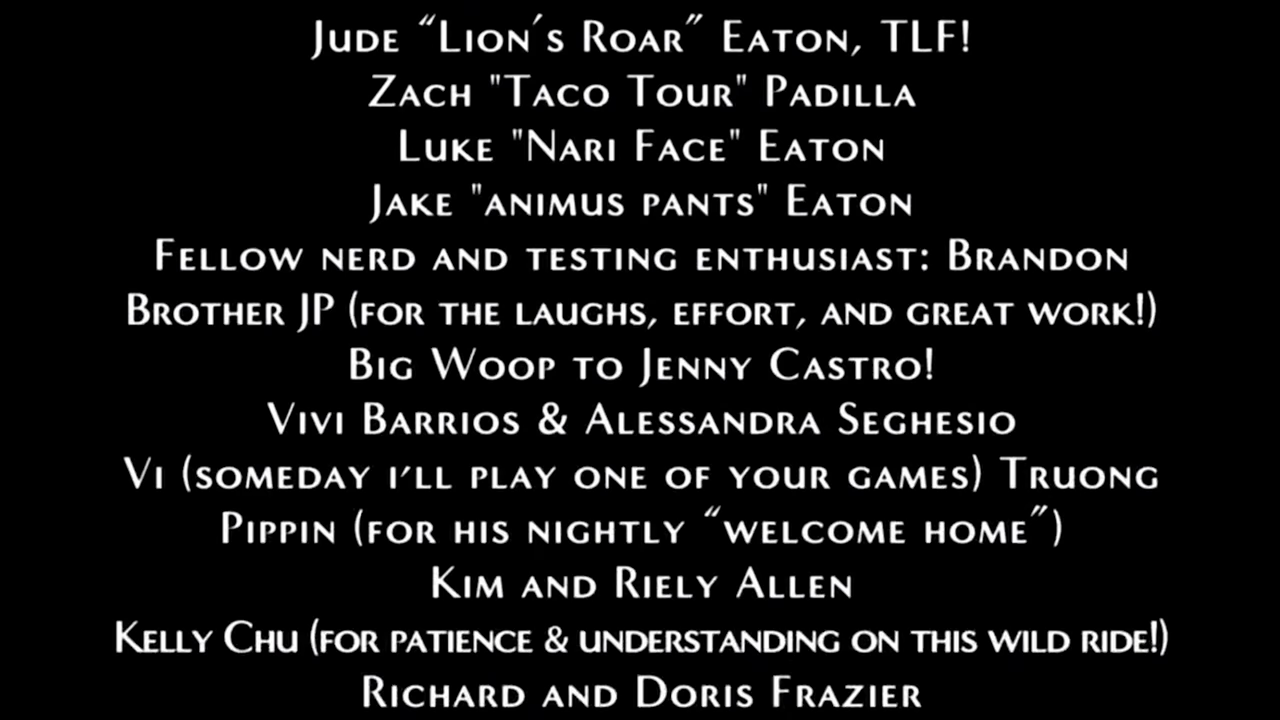 Jude “Lion′s Roar” Eaton, TLF!
Zach "Taco Tour" Padilla
Luke "Nari Face" Eaton
Jake "animus pants" Eaton
Fellow nerd and testing enthusiast: Brandon
Brother JP (for the laughs, effort, and great work!)
Big Woop to Jenny Castro!
Vivi Barrios & Alessandra Seghesio
Vi (someday i′ll play one of your games) Truong
Pippin (for his nightly “welcome home”)
Kim and Riely Allen
Kelly Chu (for patience & understanding on this wild ride!)
Richard and Doris Frazier